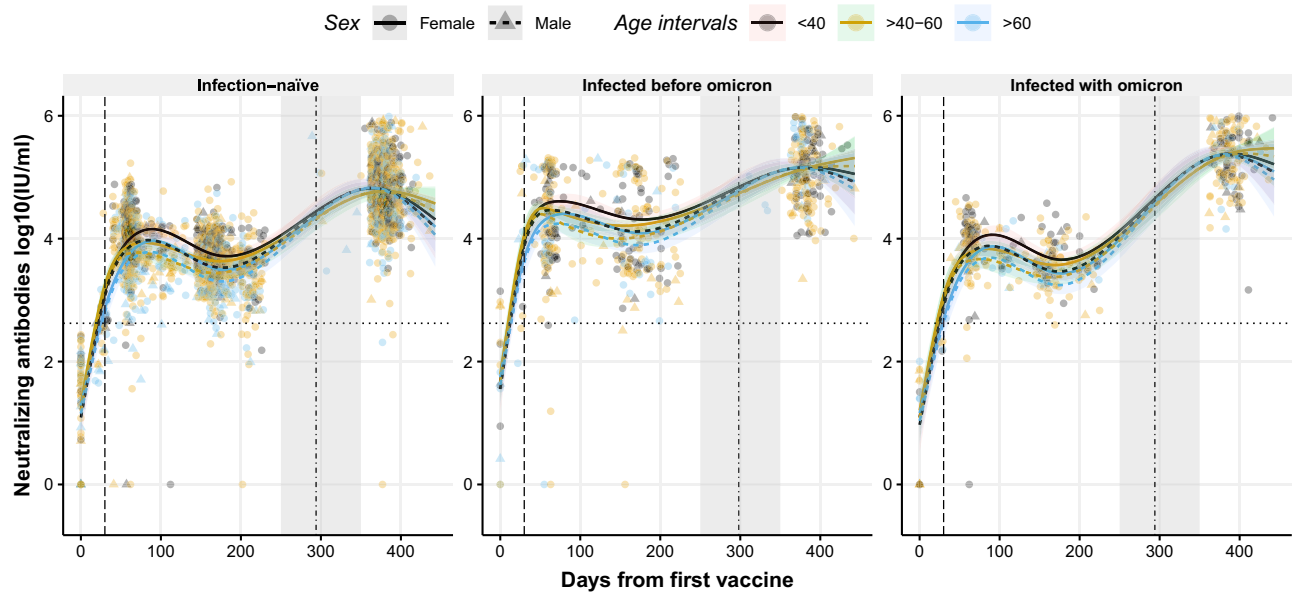 Sex Female Male Age intervals <40 >40−60 >60
Infection−naïve
Infected before omicron
Infected with omicron
Neutralizing antibodies log10(IU/ml)
6
4
2
0
6
4
2
0
6
4
2
0
0 100 200 300 400
0 100 200 300 400
0 100 200 300 400
Days from first vaccine